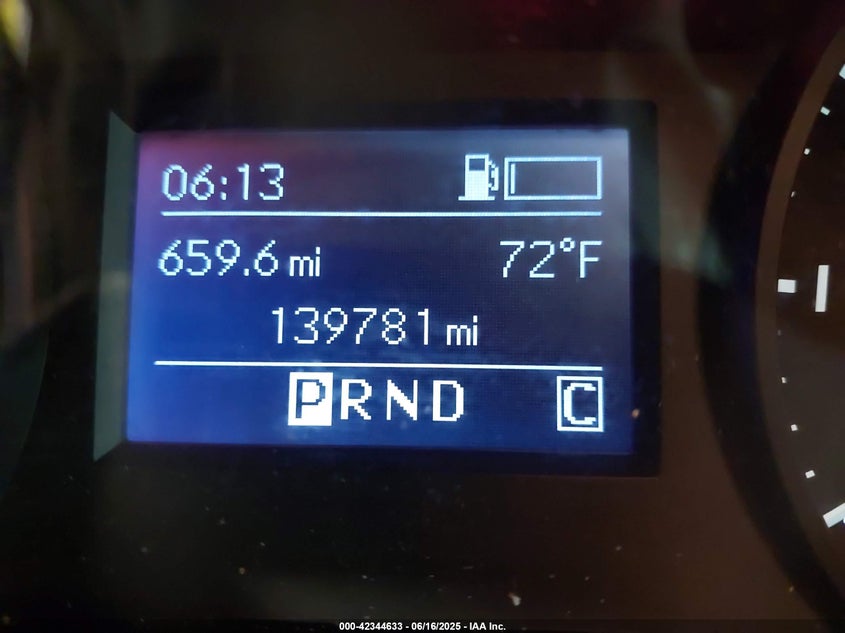 06:13
659.6 mi 72°F
139781 mi
PRND C
000-42344633 - 06/16/2025 - IAA Inc.